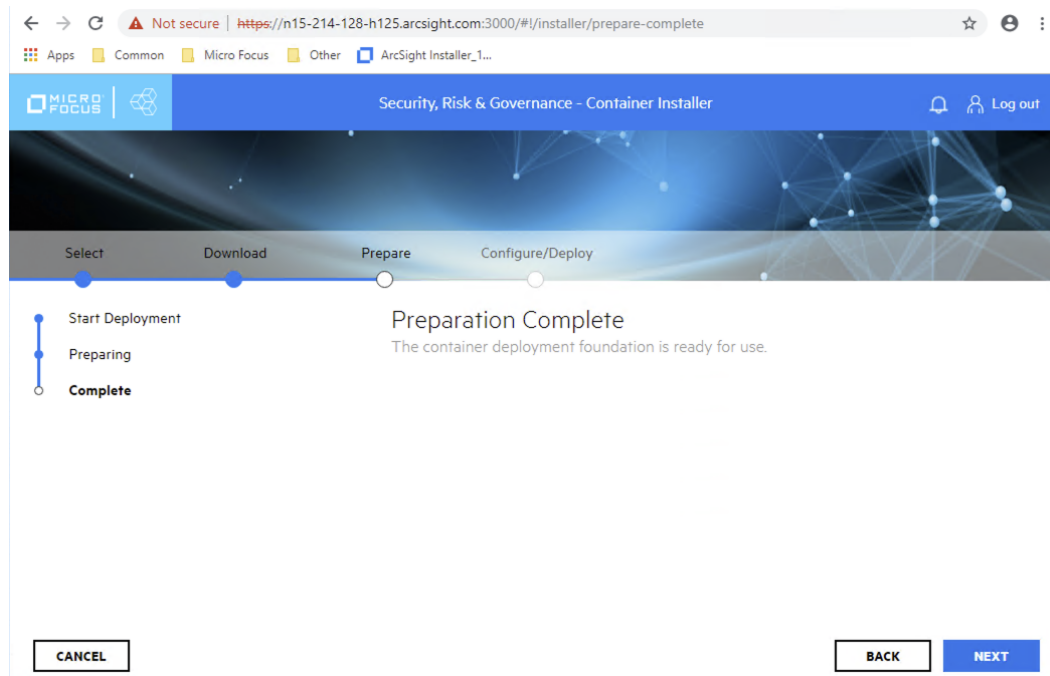 Not secure | https://n15-214-128-h125.arcsight.com:3000/#!/installer/prepare-complete
Apps Common Micro Focus Other ArcSight Installer_1...
MICRO FOCUS
Security, Risk & Governance - Container Installer
Log out
Select Download Prepare Configure/Deploy
Start Deployment
Preparing
Complete
Preparation Complete
The container deployment foundation is ready for use.
CANCEL
BACK
NEXT